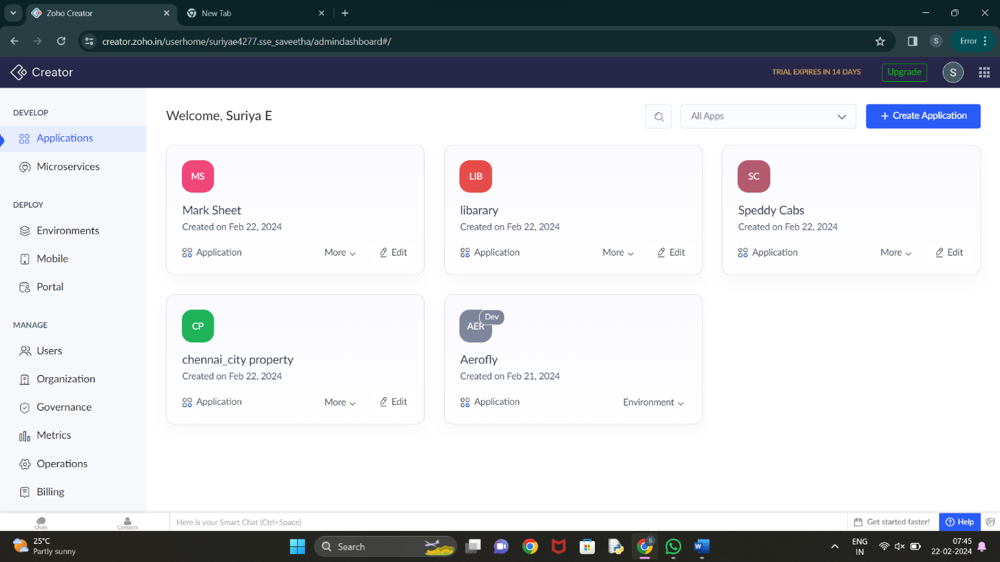 Zoho Creator
New Tab
creator.zoho.in/userhome/suriyae4277.sse_saveetha/admindashboard#/
S
Error
Creator
TRIAL EXPIRES IN 14 DAYS
Upgrade
S
DEVELOP
Applications
Microservices
DEPLOY
Environments
Mobile
Portal
MANAGE
Users
Organization
Governance
Metrics
Operations
Billing
Welcome, Suriya E
All Apps
+ Create Application
MS
Mark Sheet
Created on Feb 22, 2024
Application
More
Edit
LIB
libarary
Created on Feb 22, 2024
Application
More
Edit
SC
Speddy Cabs
Created on Feb 22, 2024
Application
More
Edit
CP
chennai_city property
Created on Feb 22, 2024
Application
More
Edit
AER
Dev
Aerofly
Created on Feb 21, 2024
Application
Environment
Chats
Contacts
Here is your Smart Chat (Ctrl+Space)
Get started faster!
Help
25°C
Partly sunny
Search
S
W
ENG
IN
07:45
22-02-2024